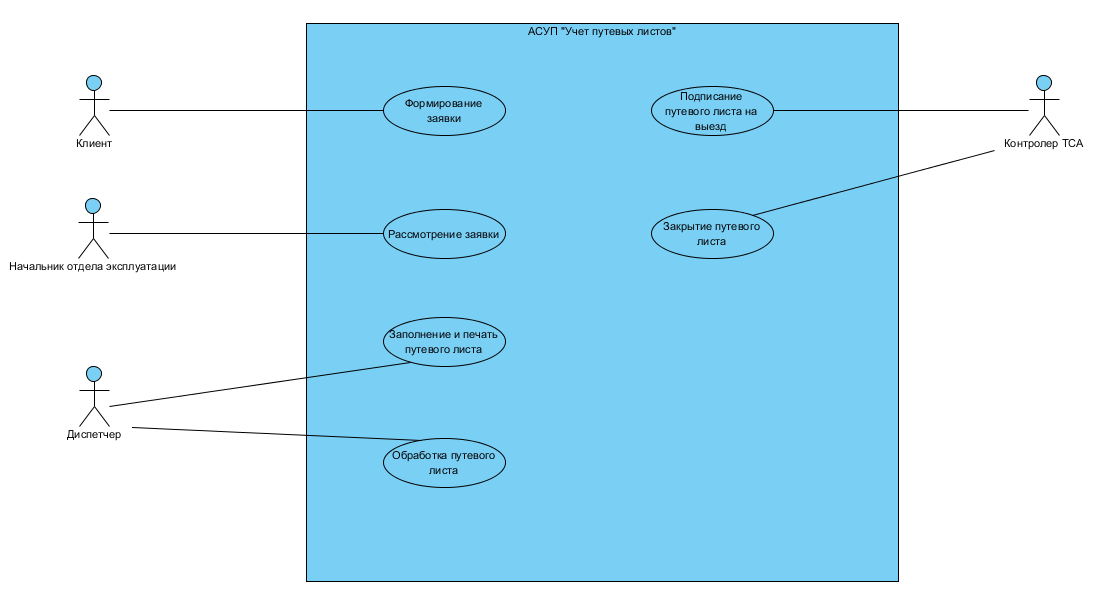 АСУП "Учет путевых листов"
Формирование
заявки
Подписание
путевого листа на
выезд
Клиент
Контролер ТСА
Рассмотрение заявки
Закрытие путевого
листа
Начальник отдела эксплуатации
Заполнение и печать
путевого листа
Диспетчер
Обработка путевого
листа